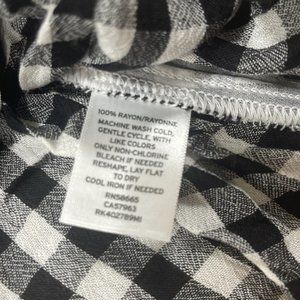 100% RAYON/RAYONNE
MACHINE WASH COLD,
GENTLE CYCLE, WITH
LIKE COLORS
ONLY NON-CHLORINE
BLEACH IF NEEDED
RESHAPE, LAY FLAT
TO DRY
COOL IRON IF NEEDED
RN58665
CA57963
RK402789MI